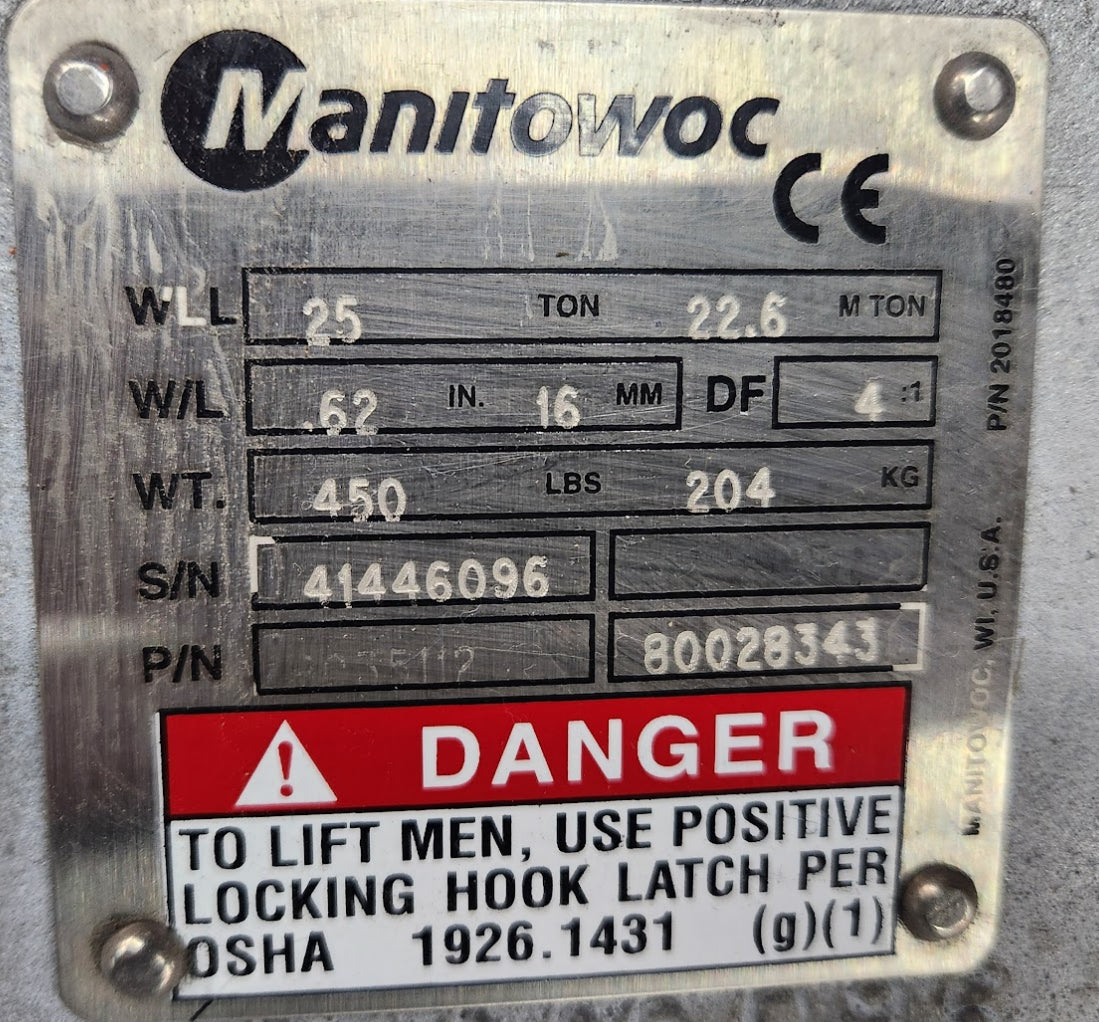 Manitowoc
CE
WLL 25 TON 22.6 M TON
W/L .62 IN. 16 MM DF 4 :1
WT. 450 LBS 204 KG
S/N 41446096
P/N 80028343
DANGER
TO LIFT MEN, USE POSITIVE
LOCKING HOOK LATCH PER
OSHA 1926.1431 (g)(1)
MANITOWOC, WI, U.S.A. P/N 2018480